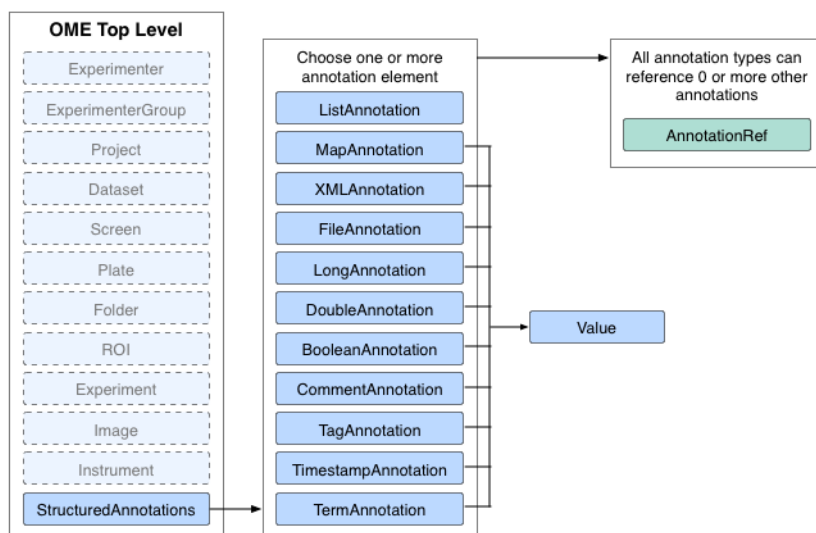 OME Top Level
Experimenter
ExperimenterGroup
Project
Dataset
Screen
Plate
Folder
ROI
Experiment
Image
Instrument
StructuredAnnotations
Choose one or more
annotation element
ListAnnotation
MapAnnotation
XMLAnnotation
FileAnnotation
LongAnnotation
DoubleAnnotation
BooleanAnnotation
CommentAnnotation
TagAnnotation
TimestampAnnotation
TermAnnotation
Value
All annotation types can
reference 0 or more other
annotations
AnnotationRef